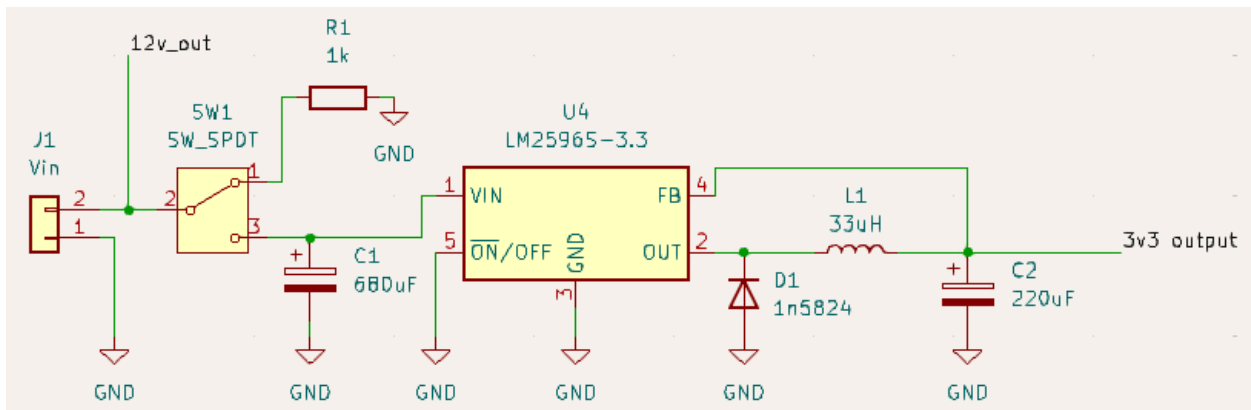 12v_out
R1
1k
SW1
SW_SPDT
J1
Vin
2
1
2
1
3
GND
U4
LM2596S-3.3
1
VIN
5
ON/OFF
GND
3
FB
4
OUT
2
L1
33uH
3v3 output
+
C1
680uF
D1
1n5824
+
C2
220uF
GND
GND
GND
GND
GND
GND